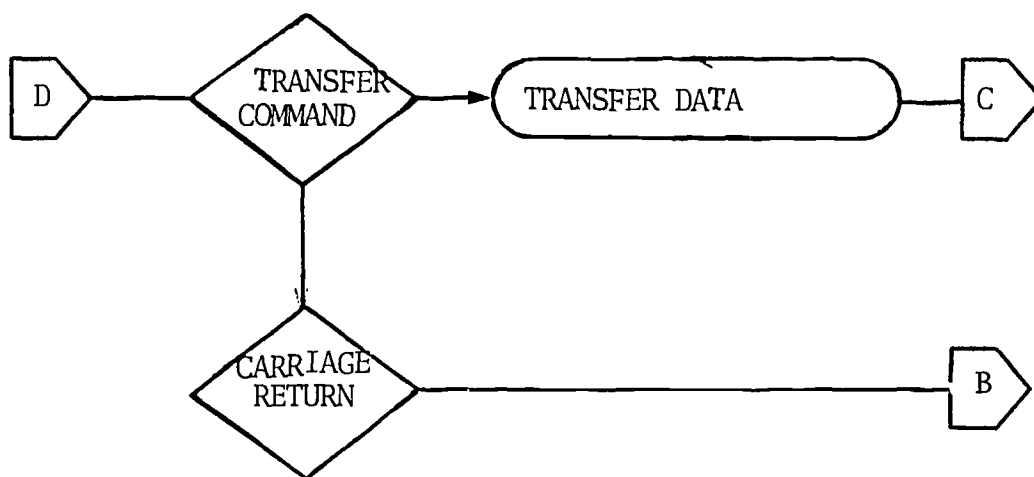 D
TRANSFER
COMMAND
TRANSFER DATA
C
CARRIAGE
RETURN
B